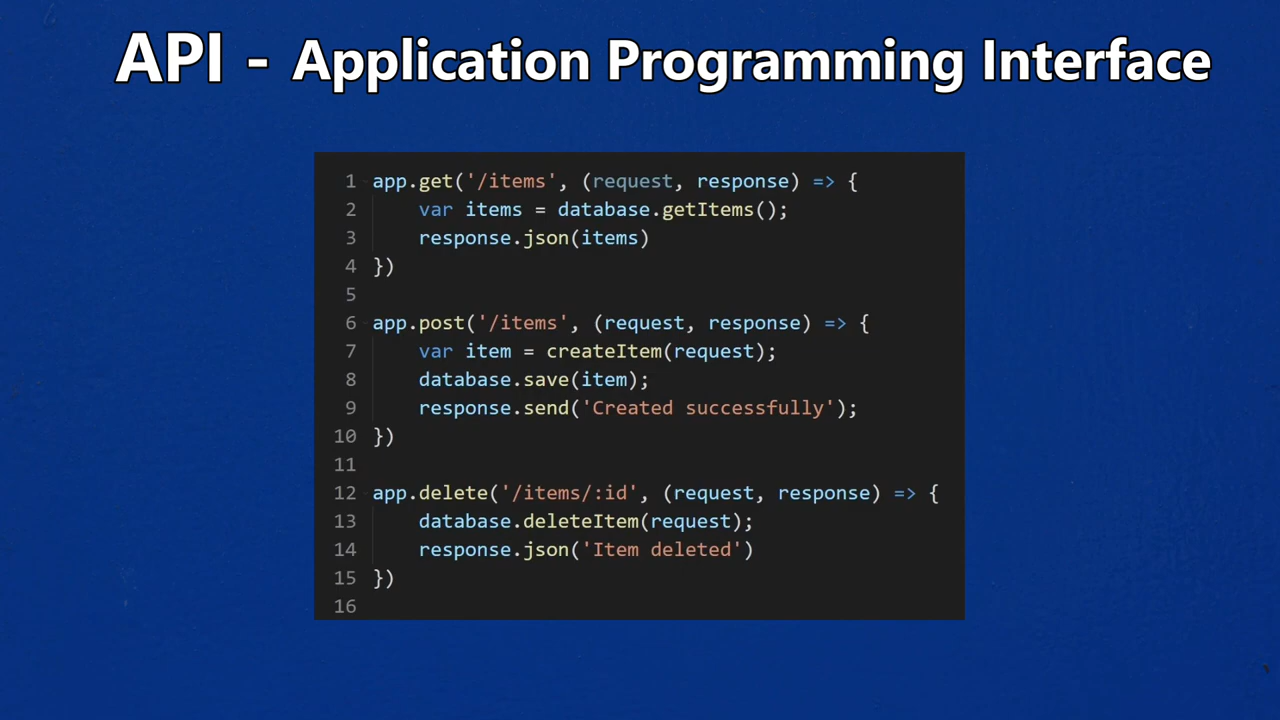 API - Application Programming Interface
1 app.get('/items', (request, response) => {
2     var items = database.getItems();
3     response.json(items)
4 })
5
6 app.post('/items', (request, response) => {
7     var item = createItem(request);
8     database.save(item);
9     response.send('Created successfully');
10 })
11
12 app.delete('/items/:id', (request, response) => {
13     database.deleteItem(request);
14     response.json('Item deleted')
15 })
16